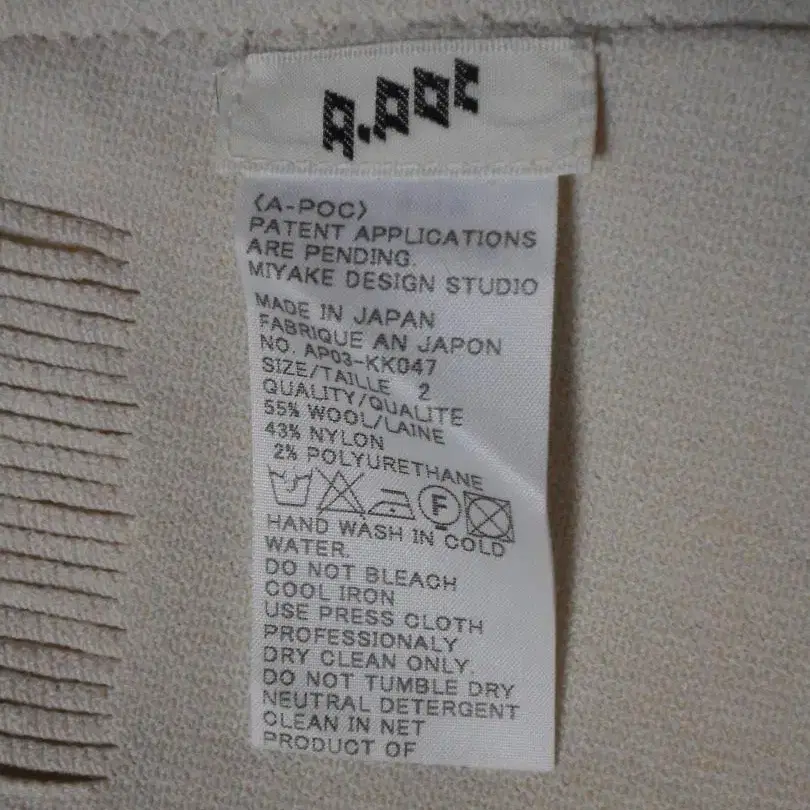 A.POC
(A-POC)
PATENT APPLICATIONS
ARE PENDING.
MIYAKE DESIGN STUDIO
MADE IN JAPAN
FABRIQUE AN JAPON
NO. AP03-KK047
SIZE/TAILLE 2
QUALITY/QUALITE
55% WOOL/LAINE
43% NYLON
2% POLYURETHANE
F
HAND WASH IN COLD
WATER.
DO NOT BLEACH
COOL IRON
USE PRESS CLOTH
PROFESSIONALY
DRY CLEAN ONLY.
DO NOT TUMBLE DRY
NEUTRAL DETERGENT
CLEAN IN NET
PRODUCT OF